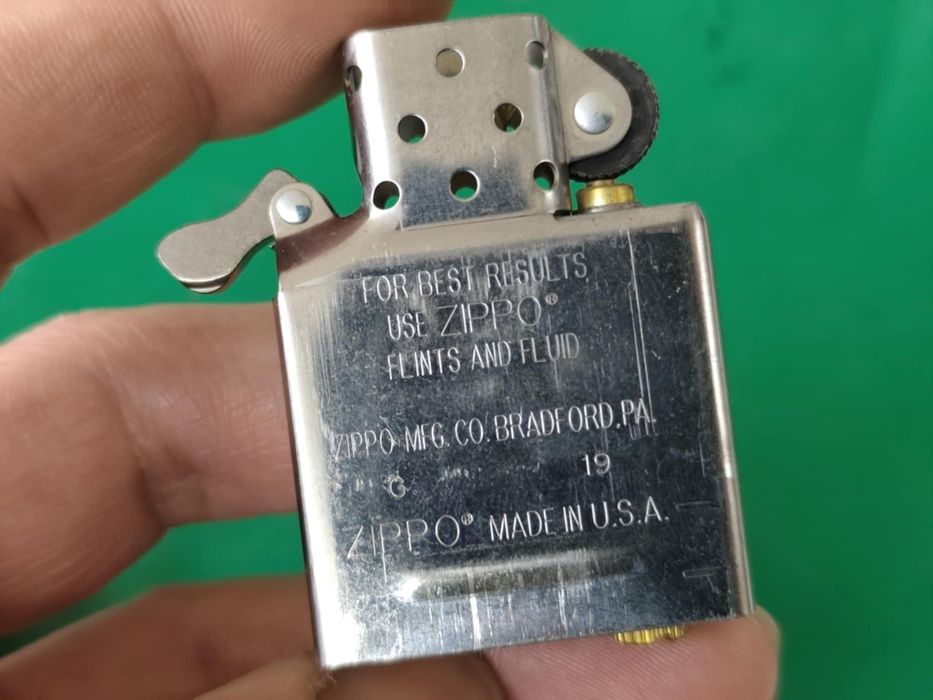 FOR BEST RESULTS
USE ZIPPO®
FLINTS AND FLUID
ZIPPO MFG. CO. BRADFORD, PA.
G 19
ZIPPO® MADE IN U.S.A.